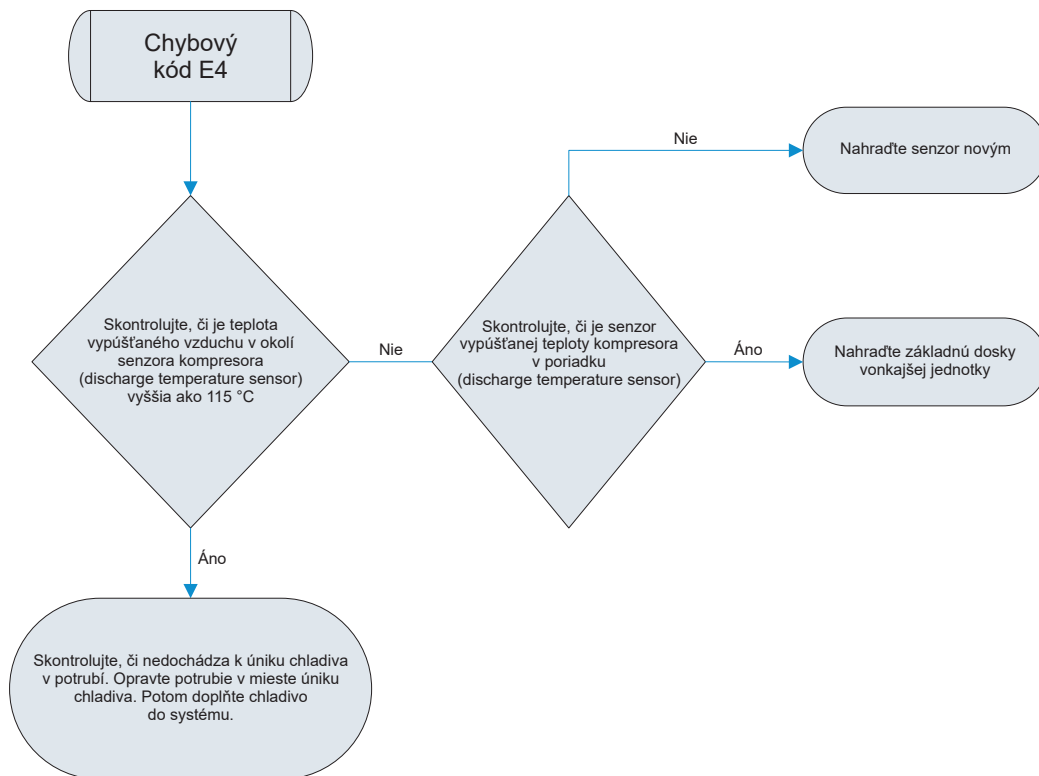 Chybový
kód E4
Nie
Nahraďte senzor novým
Skontrolujte, či je teplota
vypúšťaného vzduchu v okolí
senzora kompresora
(discharge temperature sensor)
vyššia ako 115 °C
Nie
Skontrolujte, či je senzor
vypúšťanej teploty kompresora
v poriadku
(discharge temperature sensor)
Áno
Nahraďte základnú dosky
vonkajšej jednotky
Áno
Skontrolujte, či nedochádza k úniku chladiva
v potrubí. Opravte potrubie v mieste úniku
chladiva. Potom doplňte chladivo
do systému.